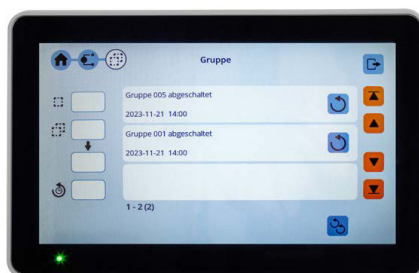 Gruppe
Gruppe 005 abgeschaltet
2023-11-21 14:00
Gruppe 001 abgeschaltet
2023-11-21 14:00
1 - 2 (2)